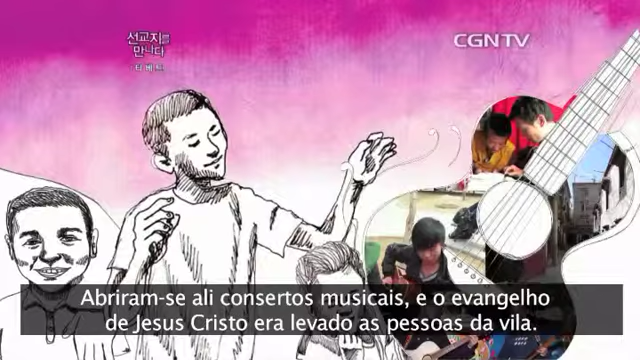 선교지를
만나다
티베트
CGNTV
Abriram-se ali consertos musicais, e o evangelho
de Jesus Cristo era levado as pessoas da vila.